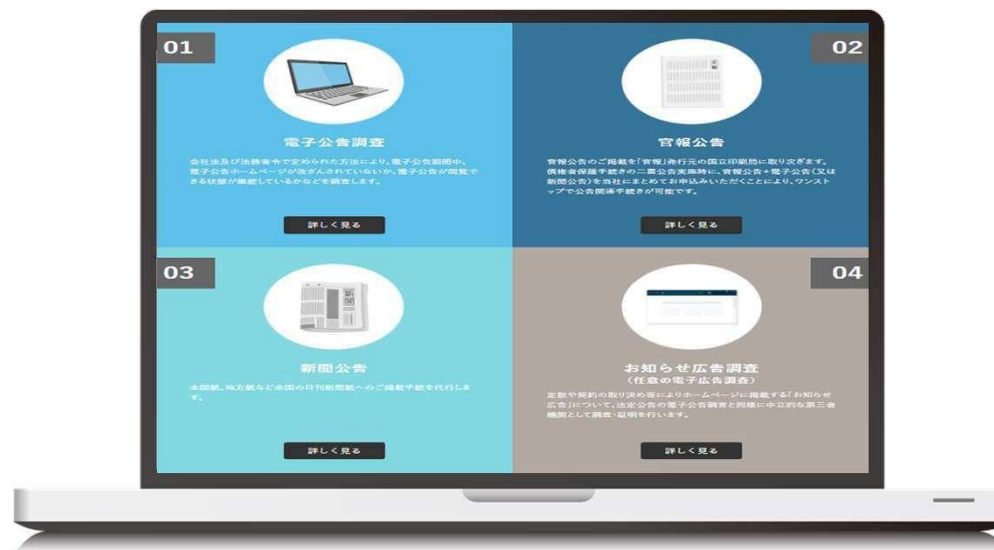 01
電子公告調査
会社法及び法務省令で定められた方法により、電子公告期間中、
電子公告ホームページが改ざんされていないか、電子公告が閲覧で
きる状態が継続しているかなどを調査します。
詳しく見る
02
官報公告
官報公告のご掲載を「官報」発行元の国立印刷局に取り次ぎます。
債権者保護手続きの二重公告実施時に、官報公告+電子公告(又は
新聞公告)を当社にまとめてお申込みいただくことにより、ワンスト
ップで公告関係手続きが可能です。
詳しく見る
03
新聞公告
全国紙、地方紙など全国の日刊新聞紙へのご掲載手続を代行しま
す。
詳しく見る
04
お知らせ広告調査
(任意の電子広告調査)
定款や契約の取り決め等によりホームページに掲載する「お知らせ
広告」について、法定公告の電子公告調査と同様に中立的な第三者
機関として調査・証明を行います。
詳しく見る